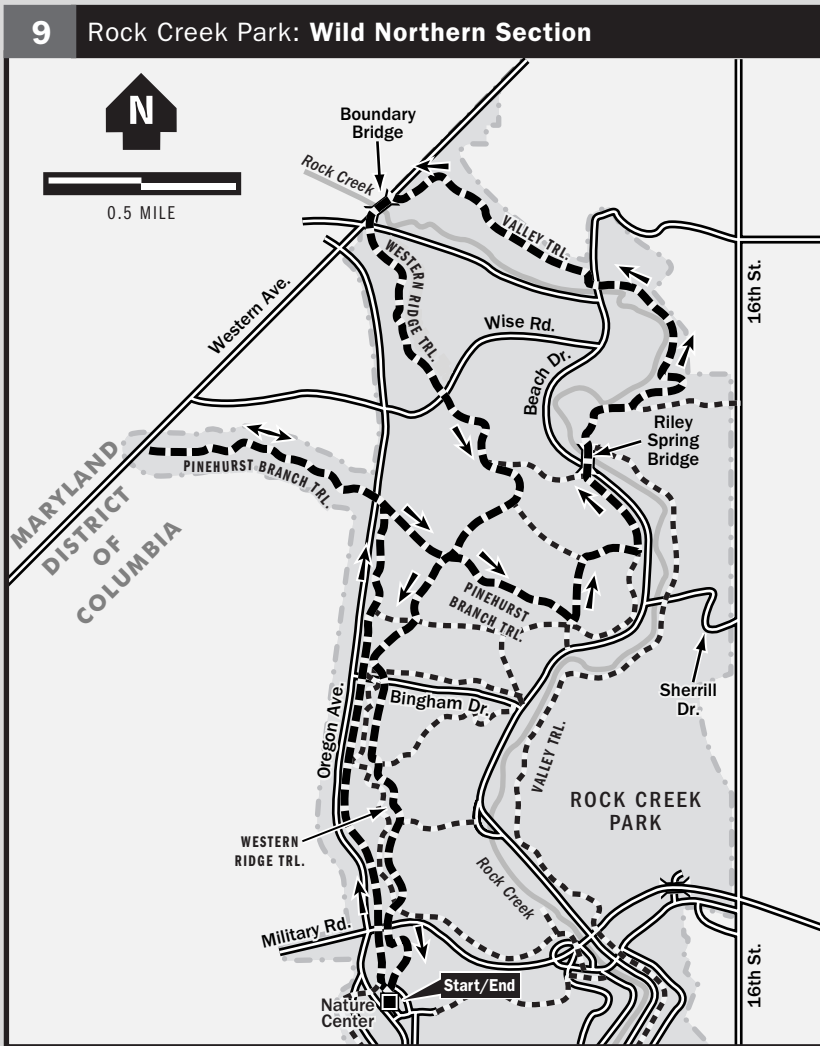 9 Rock Creek Park: Wild Northern Section
N
0.5 MILE
Boundary
Bridge
Rock Creek
VALLEY TRL.
WESTERN RIDGE TRL.
Western Ave.
16th St.
Wise Rd.
Beach Dr.
Riley
Spring
Bridge
PINEHURST BRANCH TRL.
MARYLAND
DISTRICT
OF
COLUMBIA
PINEHURST
BRANCH TRL.
Sherrill
Dr.
Oregon Ave.
Bingham Dr.
VALLEY TRL.
ROCK CREEK
PARK
WESTERN
RIDGE TRL.
Rock Creek
Military Rd.
Start/End
Nature
Center
16th St.